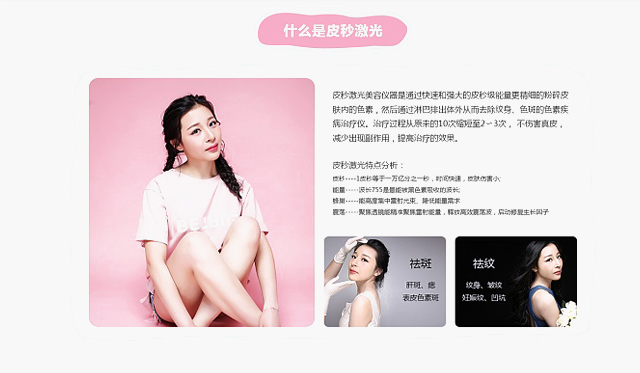 什么是皮秒激光
皮秒激光美容仪器是通过快速和强大的皮秒级能量更精细的粉碎皮
肤内的色素，然后通过淋巴排出体外从而去除纹身、色斑的色素疾
病治疗仪。治疗过程从原来的10次缩短至2-3次，不伤害真皮，
减少出现副作用，提高治疗的效果。
皮秒激光特点分析：
皮秒----1皮秒等于一万亿分之一秒，时间快速，皮肤伤害小;
能量-----波长755是最能被黑色素吸收的波长;
蜂巢-----能高度集中雷射光束、降低能量需求
震荡-----聚焦透镜能精准聚焦雷射能量，释放高效震荡波，启动修复生长因子
祛斑
肝斑、痣
表皮色素斑
祛纹
纹身、皱纹
妊娠纹、凹坑